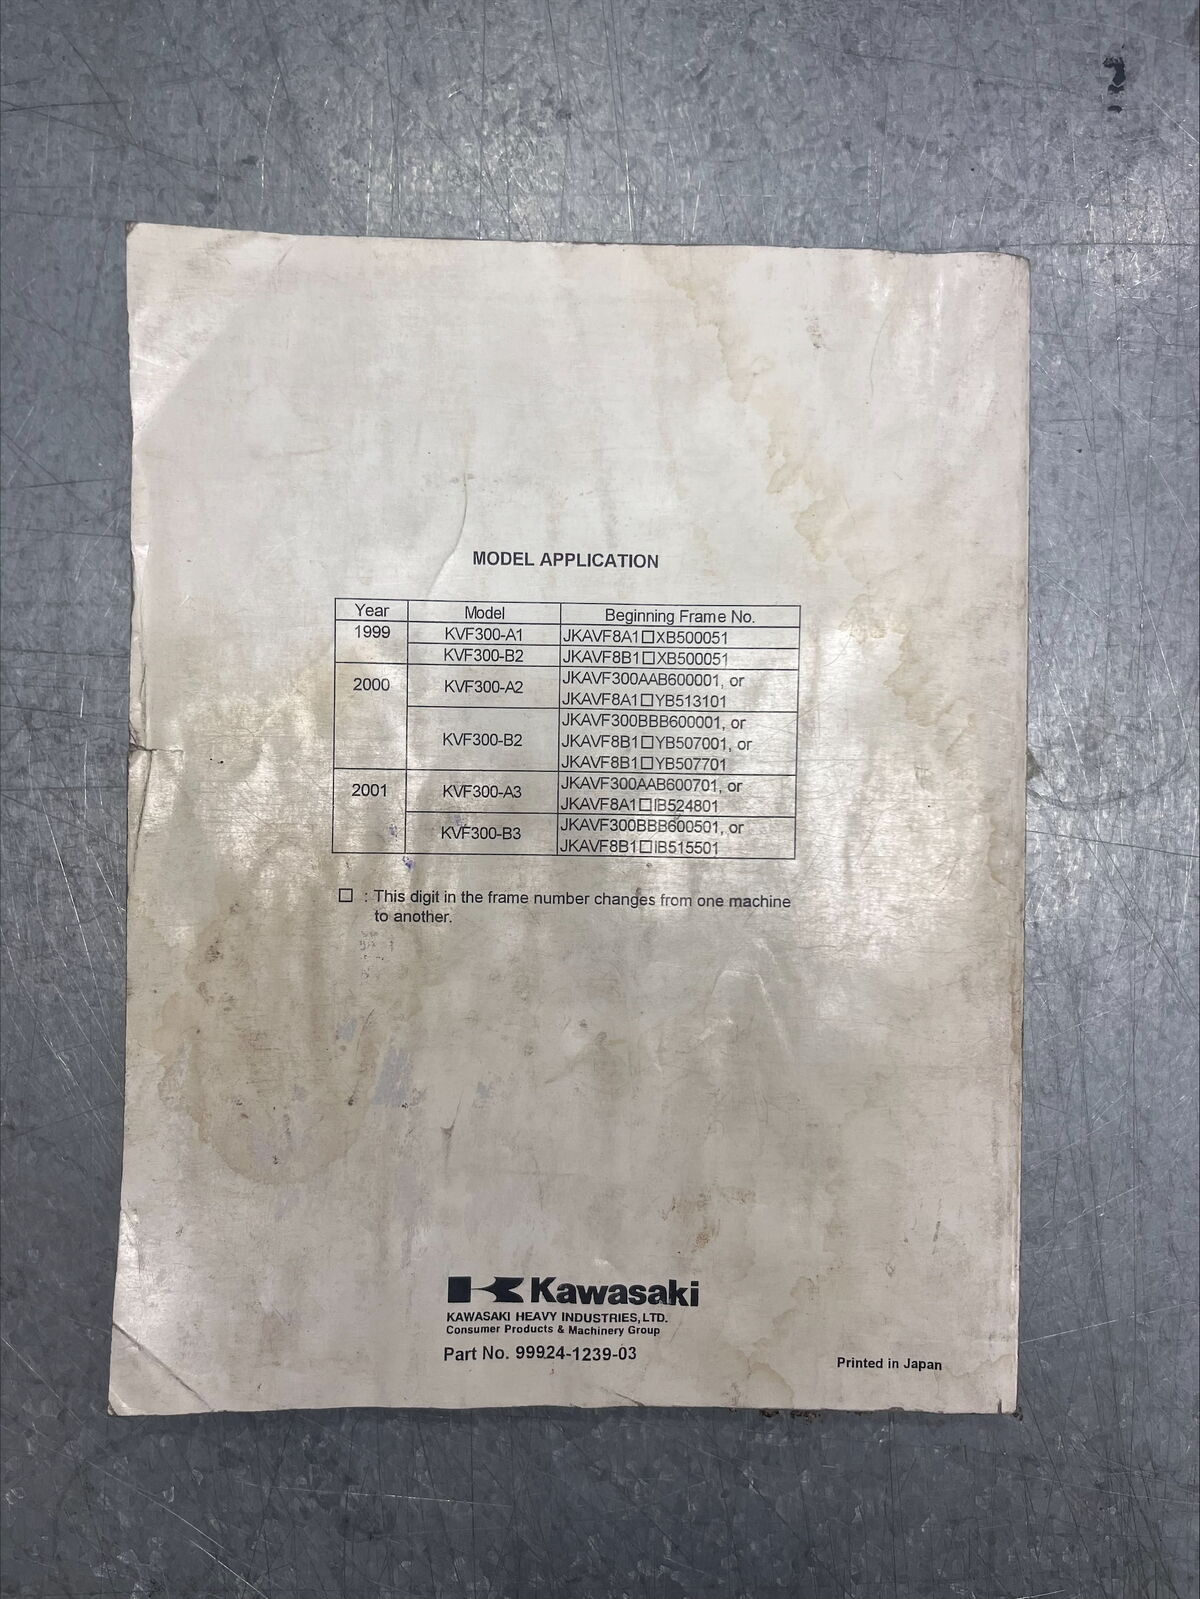 MODEL APPLICATION
Year Model Beginning Frame No.
1999 KVF300-A1 JKAVF8A1□XB500051
KVF300-B2 JKAVF8B1□XB500051
2000 KVF300-A2 JKAVF300AAB600001, or
JKAVF8A1□YB513101
KVF300-B2 JKAVF300BBB600001, or
JKAVF8B1□YB507001, or
JKAVF8B1□YB507701
2001 KVF300-A3 JKAVF300AAB600701, or
JKAVF8A1□IB524801
KVF300-B3 JKAVF300BBB600501, or
JKAVF8B1□IB515501
□ : This digit in the frame number changes from one machine
to another.
Kawasaki
KAWASAKI HEAVY INDUSTRIES, LTD.
Consumer Products & Machinery Group
Part No. 99924-1239-03
Printed in Japan